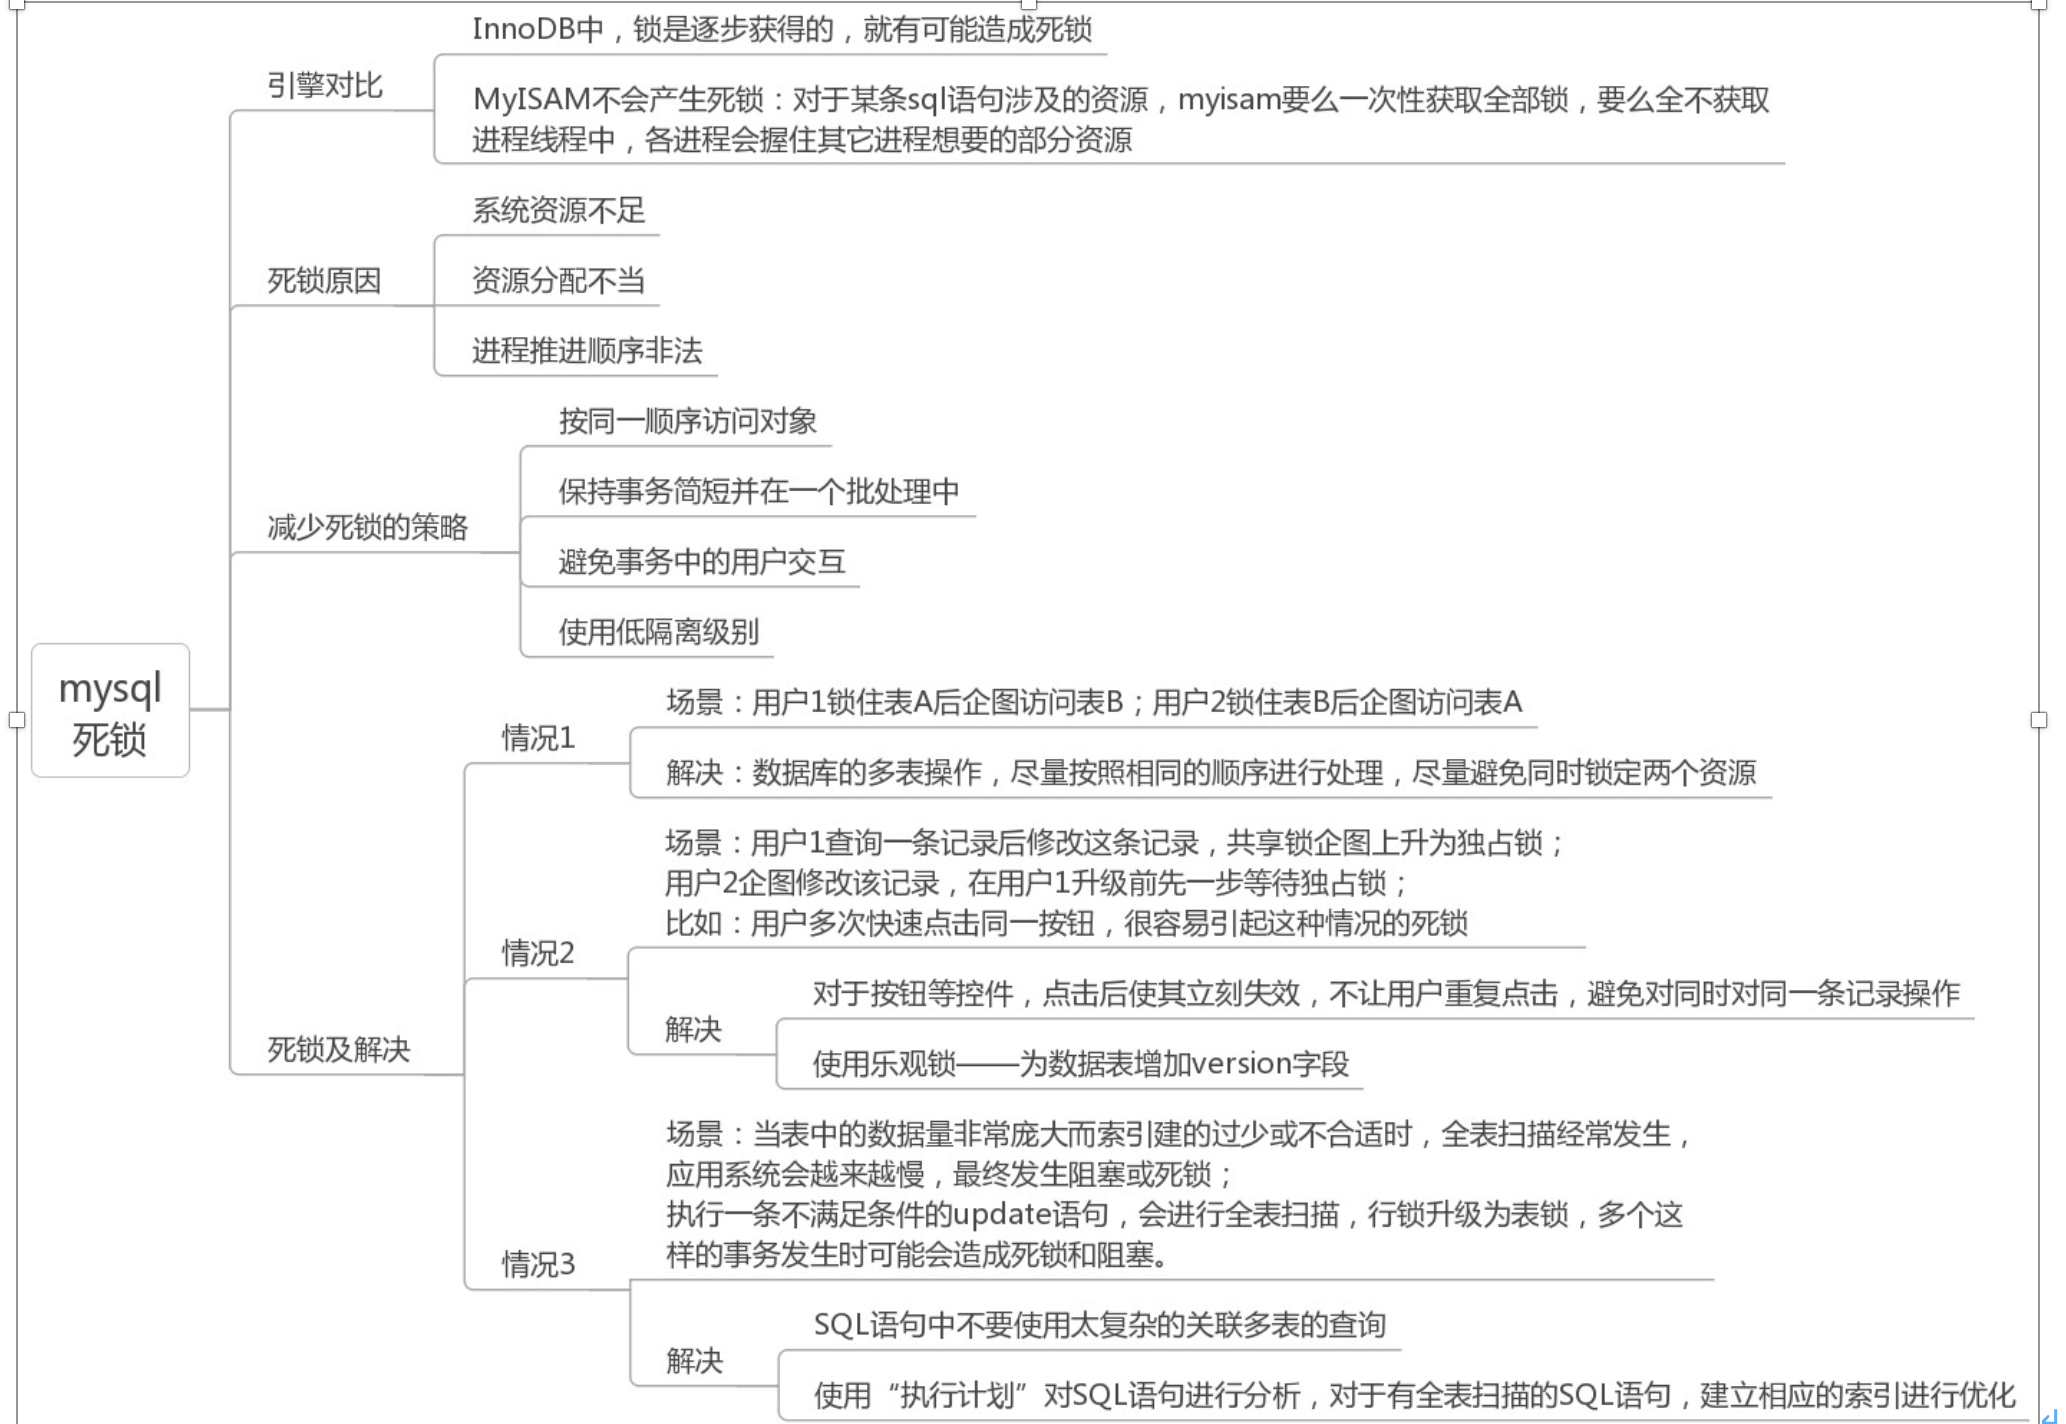 mysql
死锁
引擎对比
InnoDB中，锁是逐步获得的，就有可能造成死锁
MyISAM不会产生死锁：对于某条sql语句涉及的资源，myisam要么一次性获取全部锁，要么全不获取
进程线程中，各进程会握住其它进程想要的部分资源
死锁原因
系统资源不足
资源分配不当
进程推进顺序非法
减少死锁的策略
按同一顺序访问对象
保持事务简短并在一个批处理中
避免事务中的用户交互
使用低隔离级别
死锁及解决
情况1
场景：用户1锁住表A后企图访问表B；用户2锁住表B后企图访问表A
解决：数据库的多表操作，尽量按照相同的顺序进行处理，尽量避免同时锁定两个资源
情况2
场景：用户1查询一条记录后修改这条记录，共享锁企图上升为独占锁；
用户2企图修改该记录，在用户1升级前先一步等待独占锁；
比如：用户多次快速点击同一按钮，很容易引起这种情况的死锁
解决
对于按钮等控件，点击后使其立刻失效，不让用户重复点击，避免对同时对同一条记录操作
使用乐观锁——为数据表增加version字段
情况3
场景：当表中的数据量非常庞大而索引建的过少或不合适时，全表扫描经常发生，
应用系统会越来越慢，最终发生阻塞或死锁；
执行一条不满足条件的update语句，会进行全表扫描，行锁升级为表锁，多个这
样的事务发生时可能会造成死锁和阻塞。
解决
SQL语句中不要使用太复杂的关联多表的查询
使用“执行计划”对SQL语句进行分析，对于有全表扫描的SQL语句，建立相应的索引进行优化